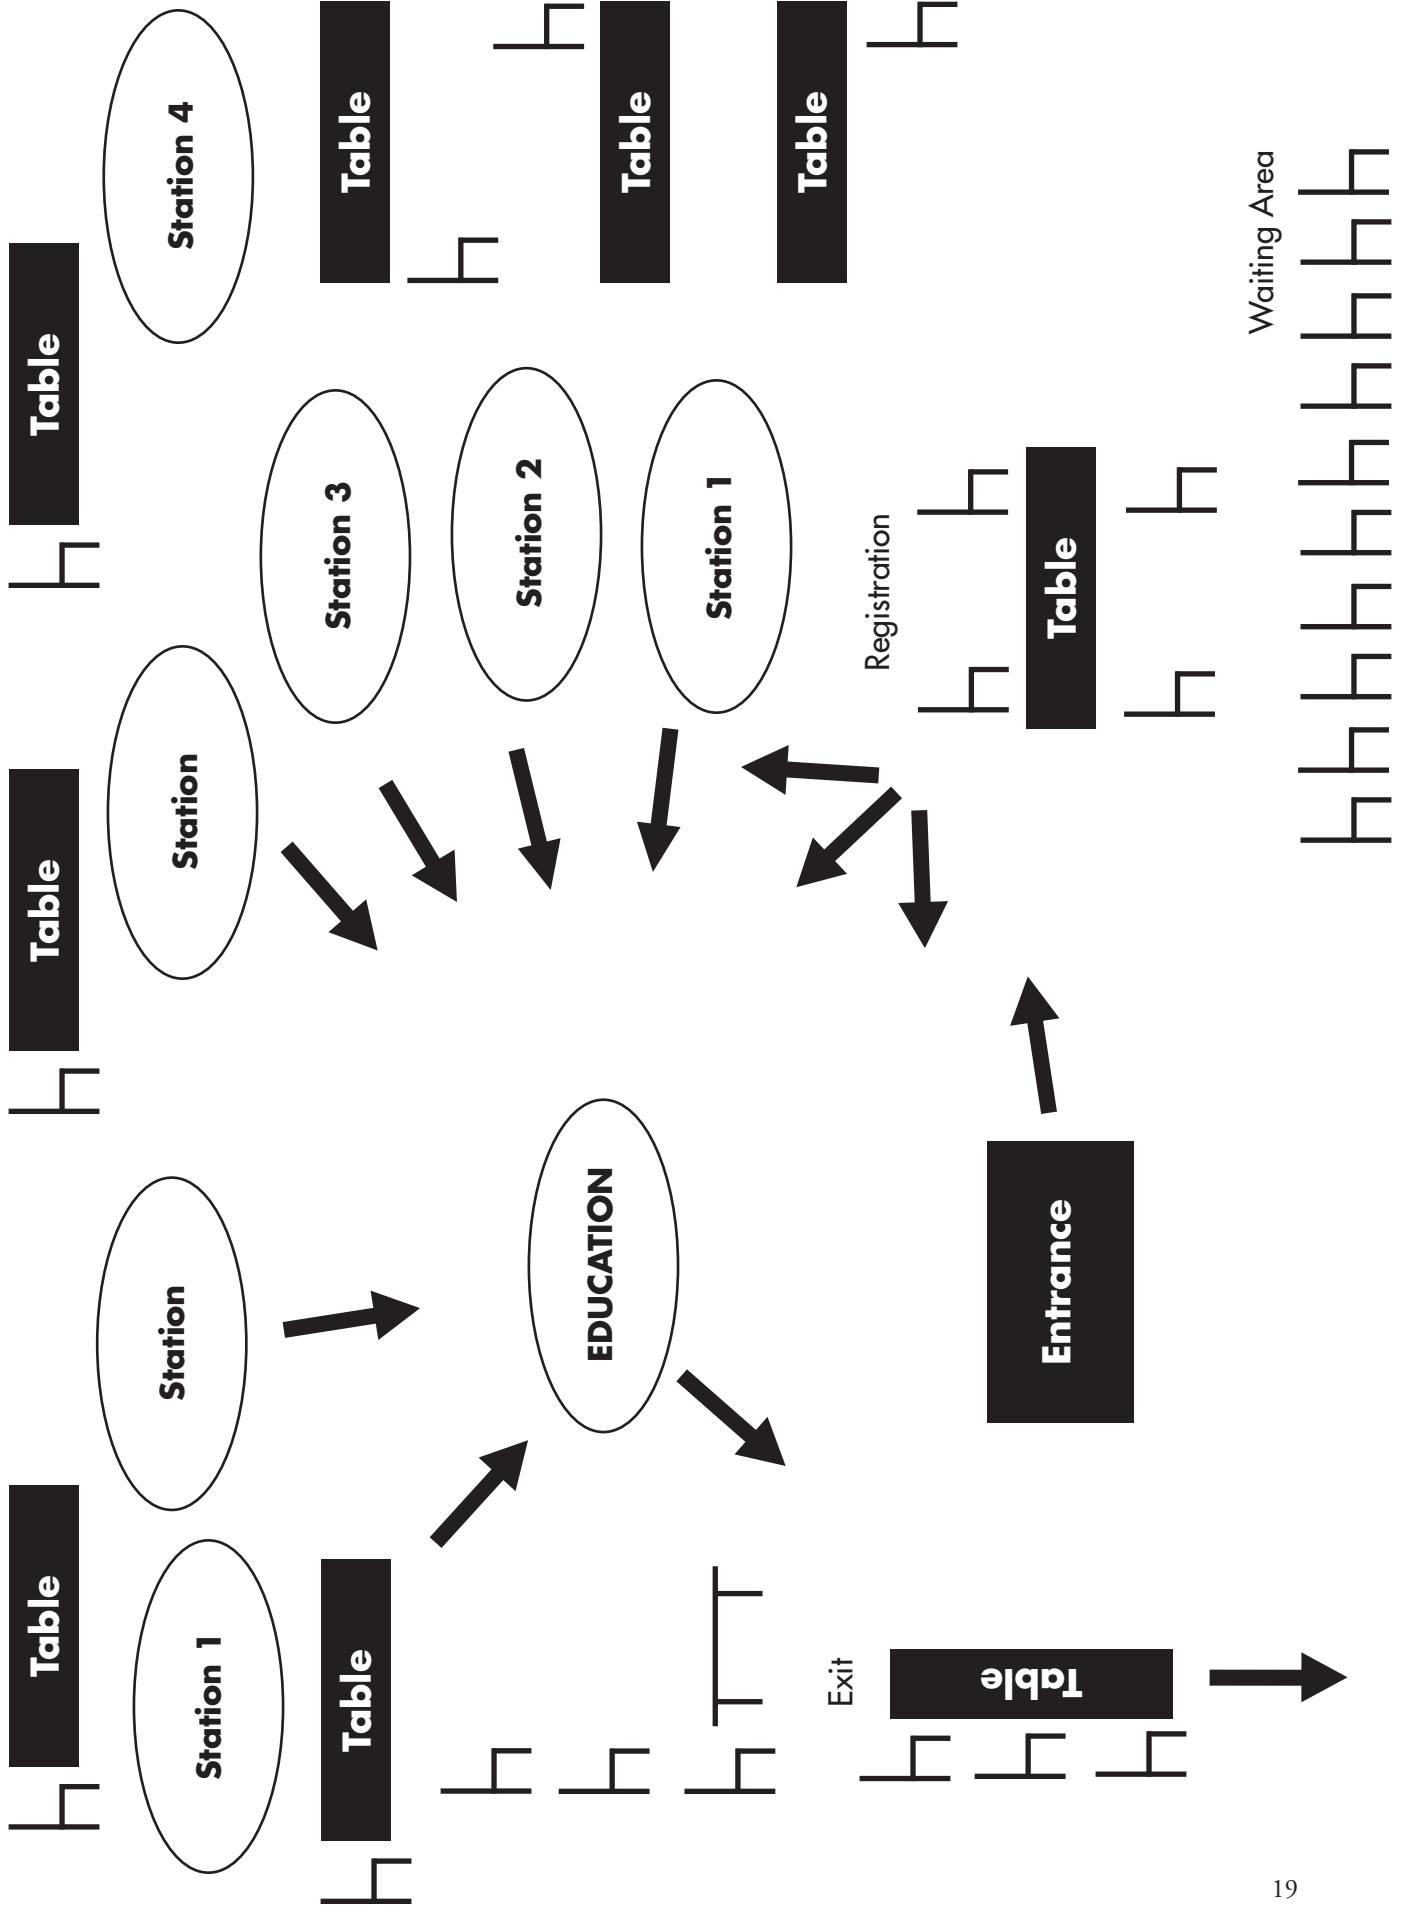 Table
Table
Table
Station 1
Station
Station
Station 4
Table
Station 3
Table
EDUCATION
Station 2
Table
Station 1
Table
Exit
Registration
Table
Entrance
Table
Waiting Area
19